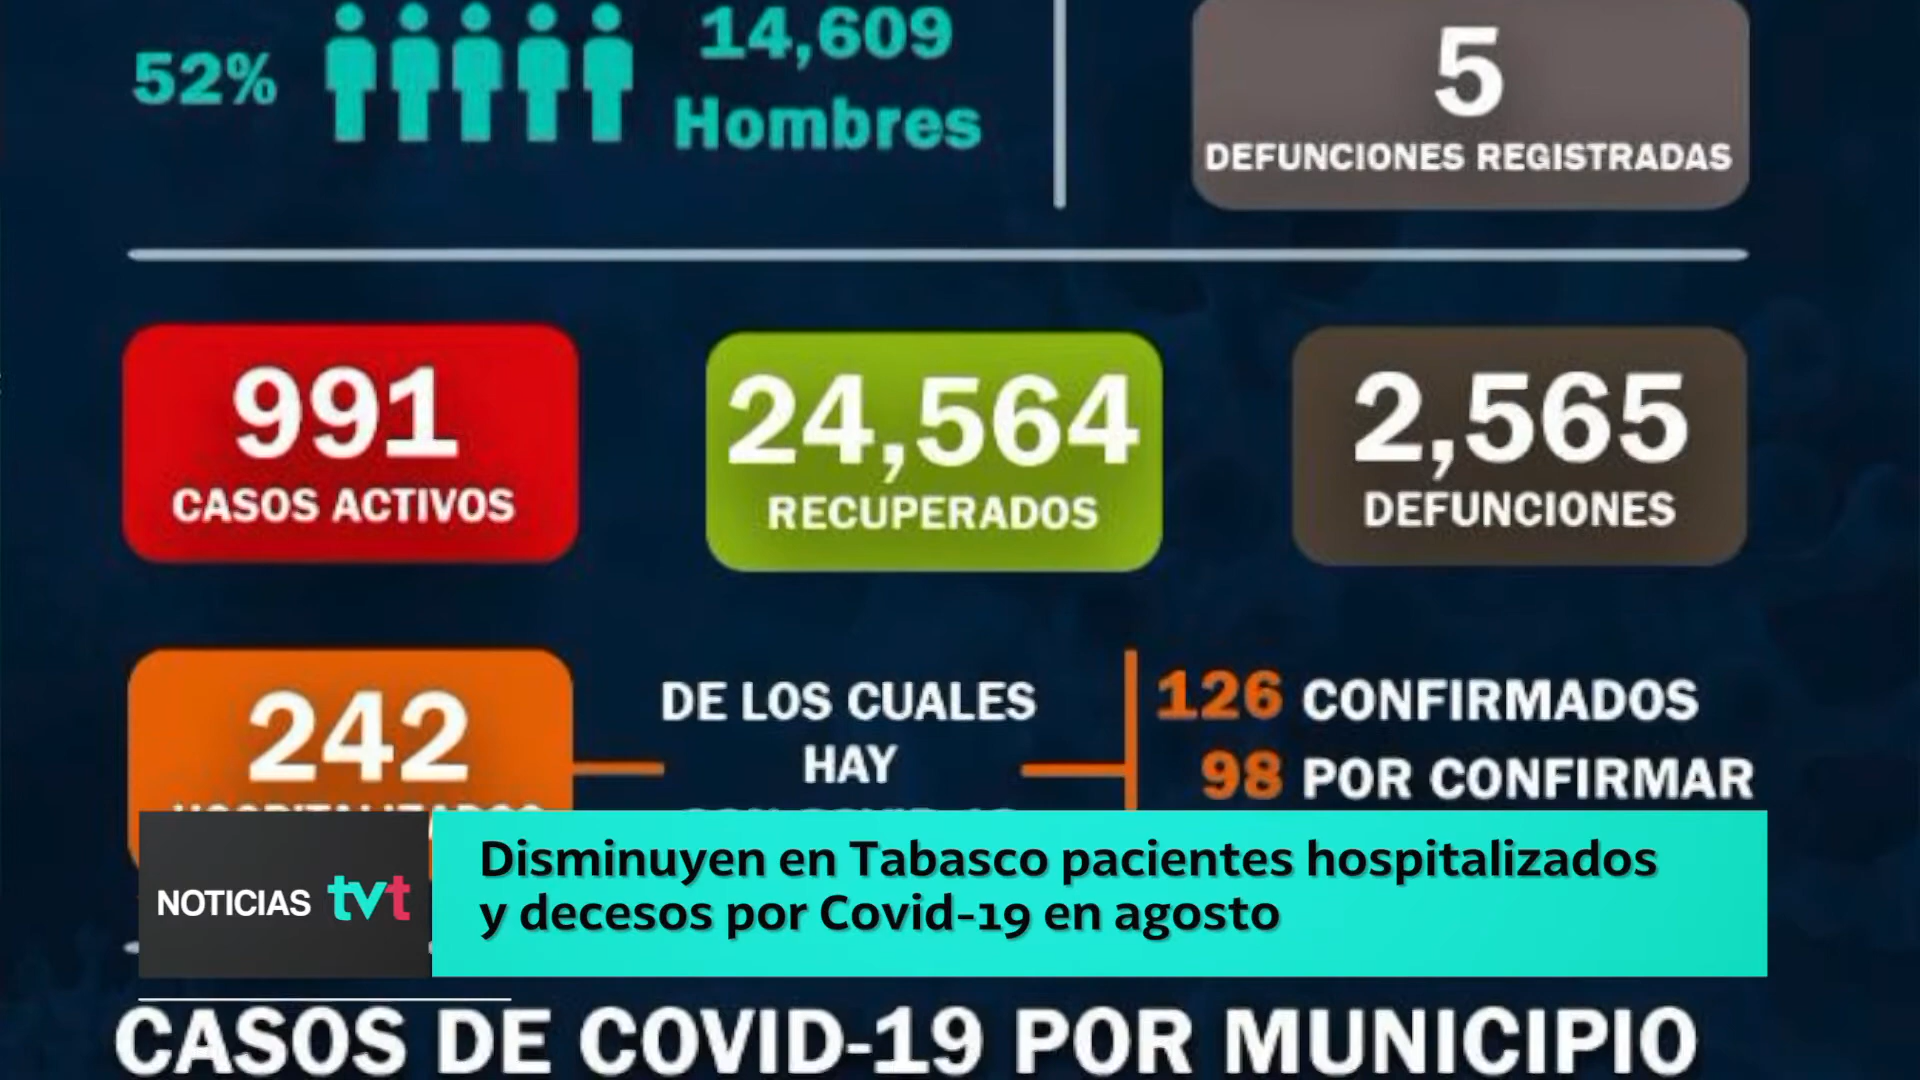 52%
14,609
Hombres
5
DEFUNCIONES REGISTRADAS
991
CASOS ACTIVOS
24,564
RECUPERADOS
2,565
DEFUNCIONES
242
DE LOS CUALES
HAY
126 CONFIRMADOS
98 POR CONFIRMAR
NOTICIAS tvt
Disminuyen en Tabasco pacientes hospitalizados
y decesos por Covid-19 en agosto
CASOS DE COVID-19 POR MUNICIPIO